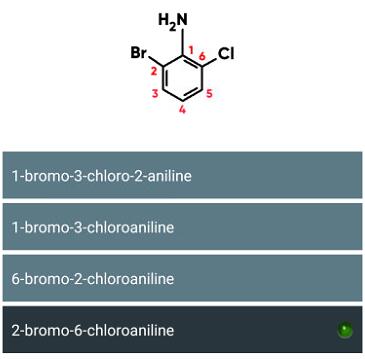 H₂N
Br
Cl
1
6
2
3
5
4
1-bromo-3-chloro-2-aniline
1-bromo-3-chloroaniline
6-bromo-2-chloroaniline
2-bromo-6-chloroaniline